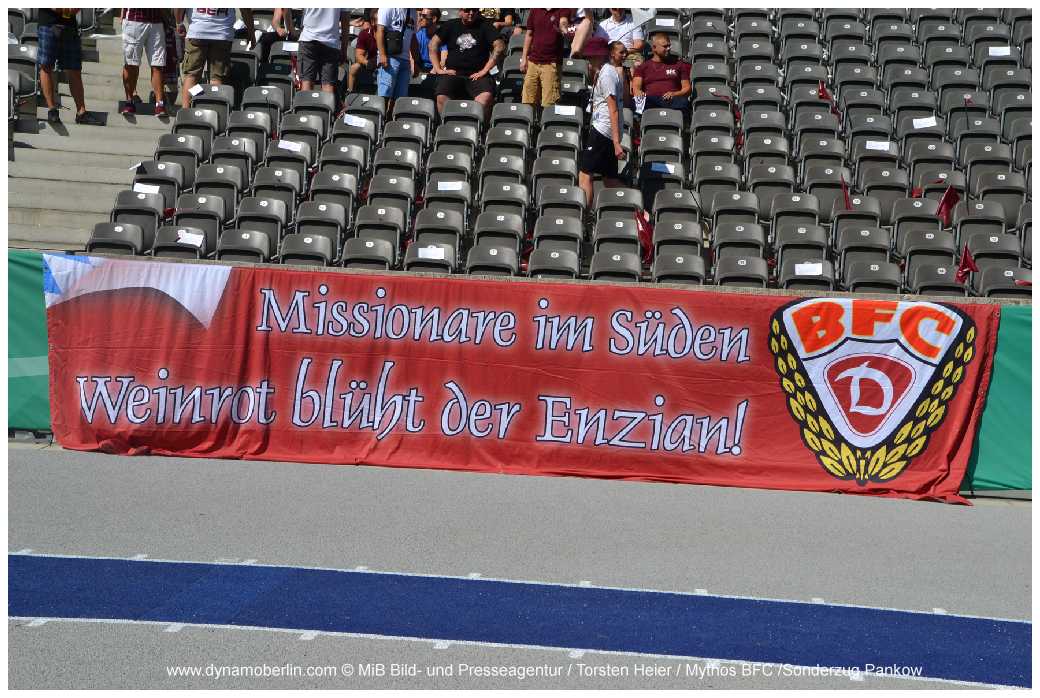 Missionare im Süden
Weinrot blüht der Enzian!
BFC
D
www.dynamoberlin.com © MiB Bild- und Presseagentur / Torsten Heier / Mythos BFC /Sonderzug Pankow